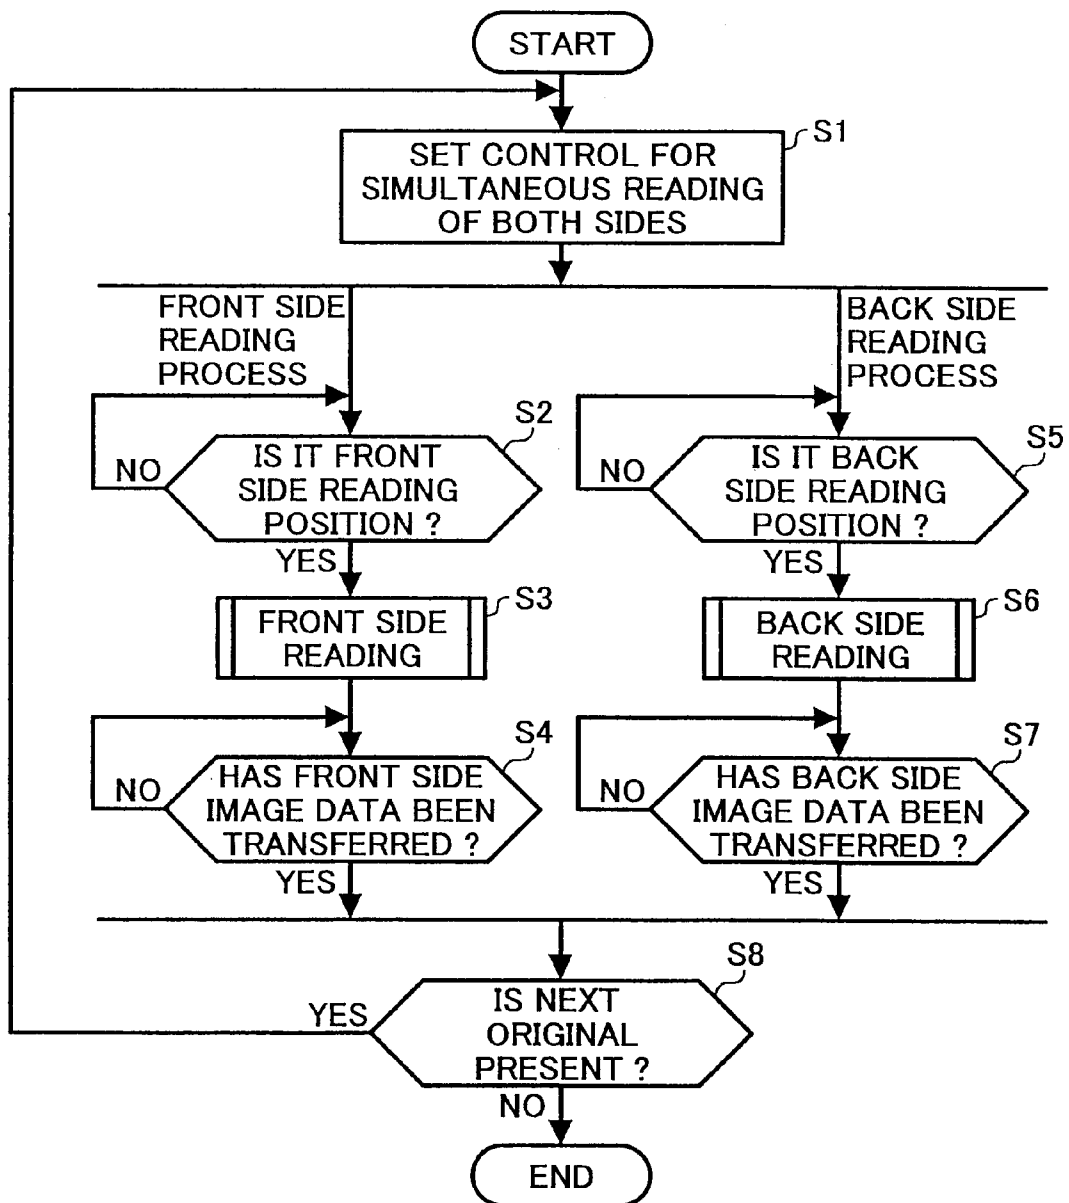 START
S1
SET CONTROL FOR
SIMULTANEOUS READING
OF BOTH SIDES
FRONT SIDE
READING
PROCESS
BACK SIDE
READING
PROCESS
S2
IS IT FRONT
SIDE READING
POSITION ?
NO
YES
S5
IS IT BACK
SIDE READING
POSITION ?
NO
YES
S3
FRONT SIDE
READING
S6
BACK SIDE
READING
S4
HAS FRONT SIDE
IMAGE DATA BEEN
TRANSFERRED ?
NO
YES
S7
HAS BACK SIDE
IMAGE DATA BEEN
TRANSFERRED ?
NO
YES
S8
IS NEXT
ORIGINAL
PRESENT ?
YES
NO
END